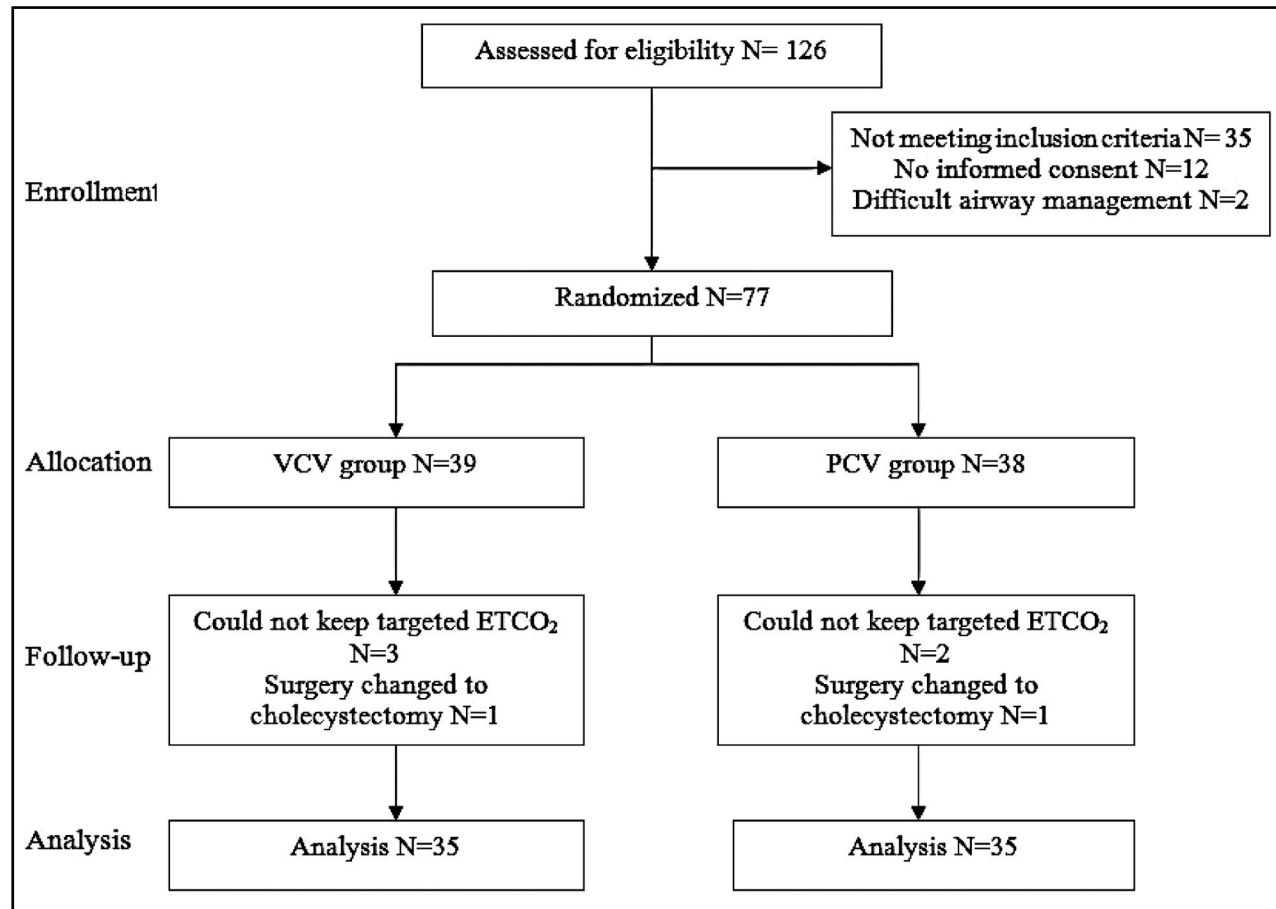 Assessed for eligibility N= 126
Not meeting inclusion criteria N= 35
No informed consent N=12
Difficult airway management N=2
Enrollment
Randomized N=77
Allocation
VCV group N=39
PCV group N=38
Follow-up
Could not keep targeted ETCO₂
N=3
Surgery changed to
cholecystectomy N=1
Could not keep targeted ETCO₂
N=2
Surgery changed to
cholecystectomy N=1
Analysis
Analysis N=35
Analysis N=35